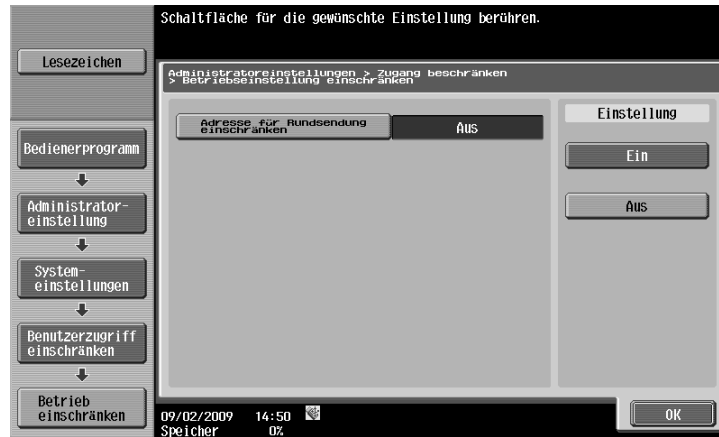 Schaltfläche für die gewünschte Einstellung berühren.
Lesezeichen
Administratoreinstellungen > Zugang beschränken
> Betriebseinstellung einschränken
Adresse für Rundsendung
einschränken
Aus
Einstellung
Ein
Aus
Bedienerprogramm
Administrator-
einstellung
System-
einstellungen
Benutzerzugriff
einschränken
Betrieb
einschränken
09/02/2009 14:50
Speicher 0%
OK